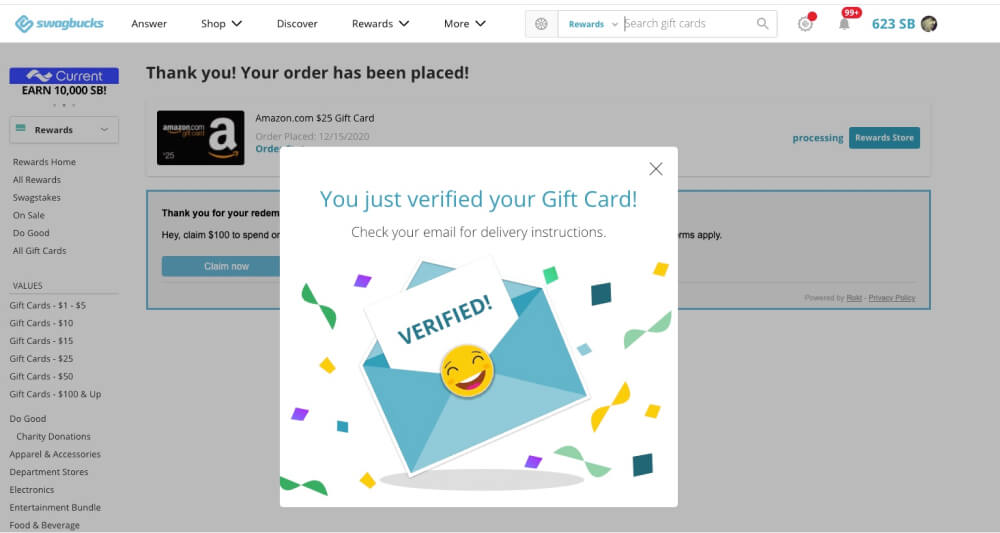 swagbucks
Answer
Shop
Discover
Rewards
More
Rewards
Search gift cards
99+
623 SB
Current
EARN 10,000 SB!
Rewards
Rewards Home
All Rewards
Swagstakes
On Sale
Do Good
All Gift Cards
VALUES
Gift Cards - $1 - $5
Gift Cards - $10
Gift Cards - $15
Gift Cards - $25
Gift Cards - $50
Gift Cards - $100 & Up
Do Good
Charity Donations
Apparel & Accessories
Department Stores
Electronics
Entertainment Bundle
Food & Beverage
Thank you! Your order has been placed!
amazon.com
gift card
a
$25
Amazon.com $25 Gift Card
Order Placed: 12/15/2020
processing
Rewards Store
Thank you for your redem
Hey, claim $100 to spend on
rms apply.
Claim now
Powered by Rokt - Privacy Policy
You just verified your Gift Card!
Check your email for delivery instructions.
VERIFIED!